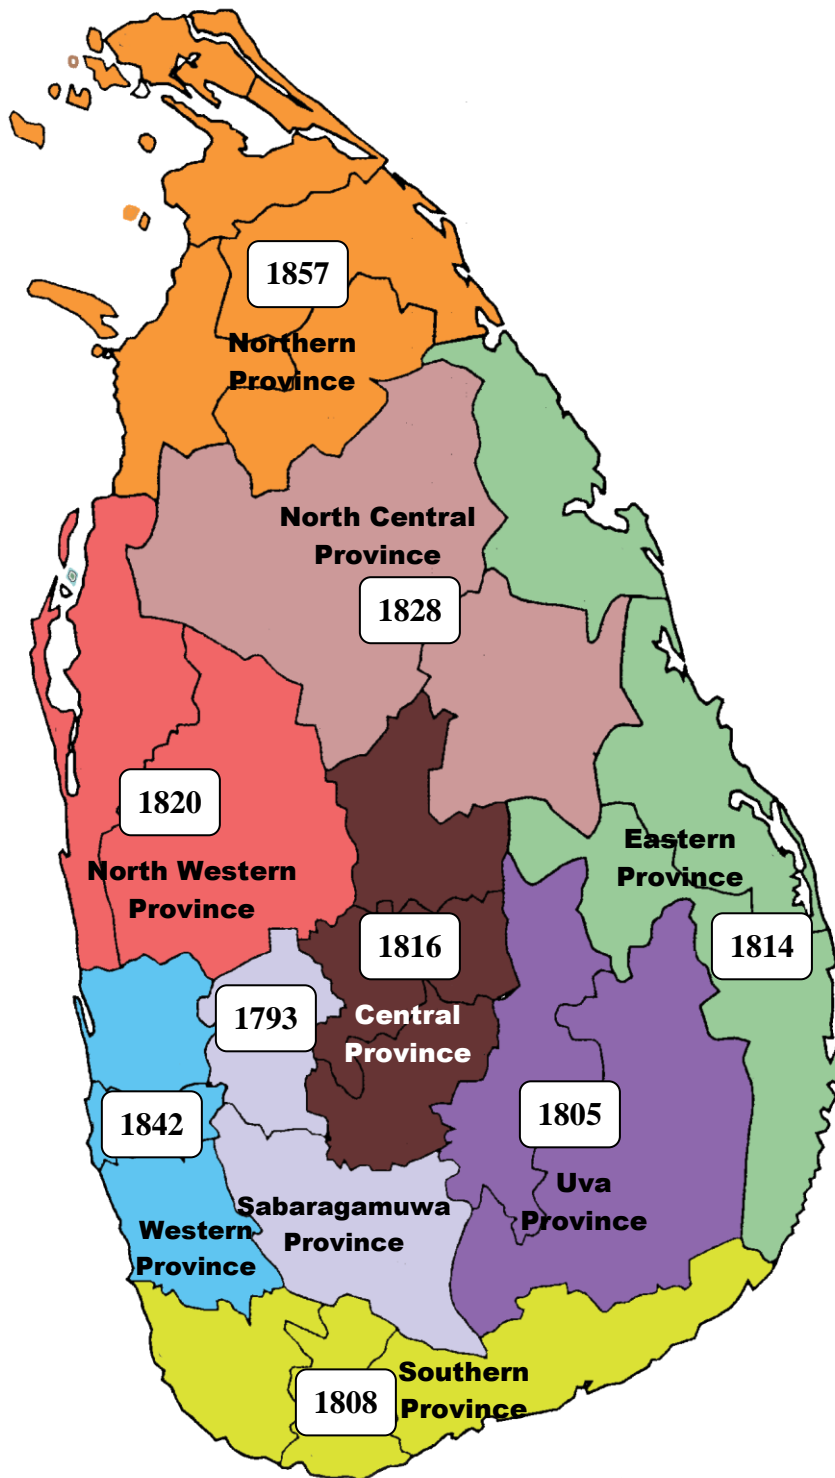 1857
Northern
Province
North Central
Province
1828
1820
North Western
Province
Eastern
Province
1814
1816
Central
Province
1793
1842
1805
Uva
Province
Sabaragamuwa
Province
Western
Province
Southern
Province
1808